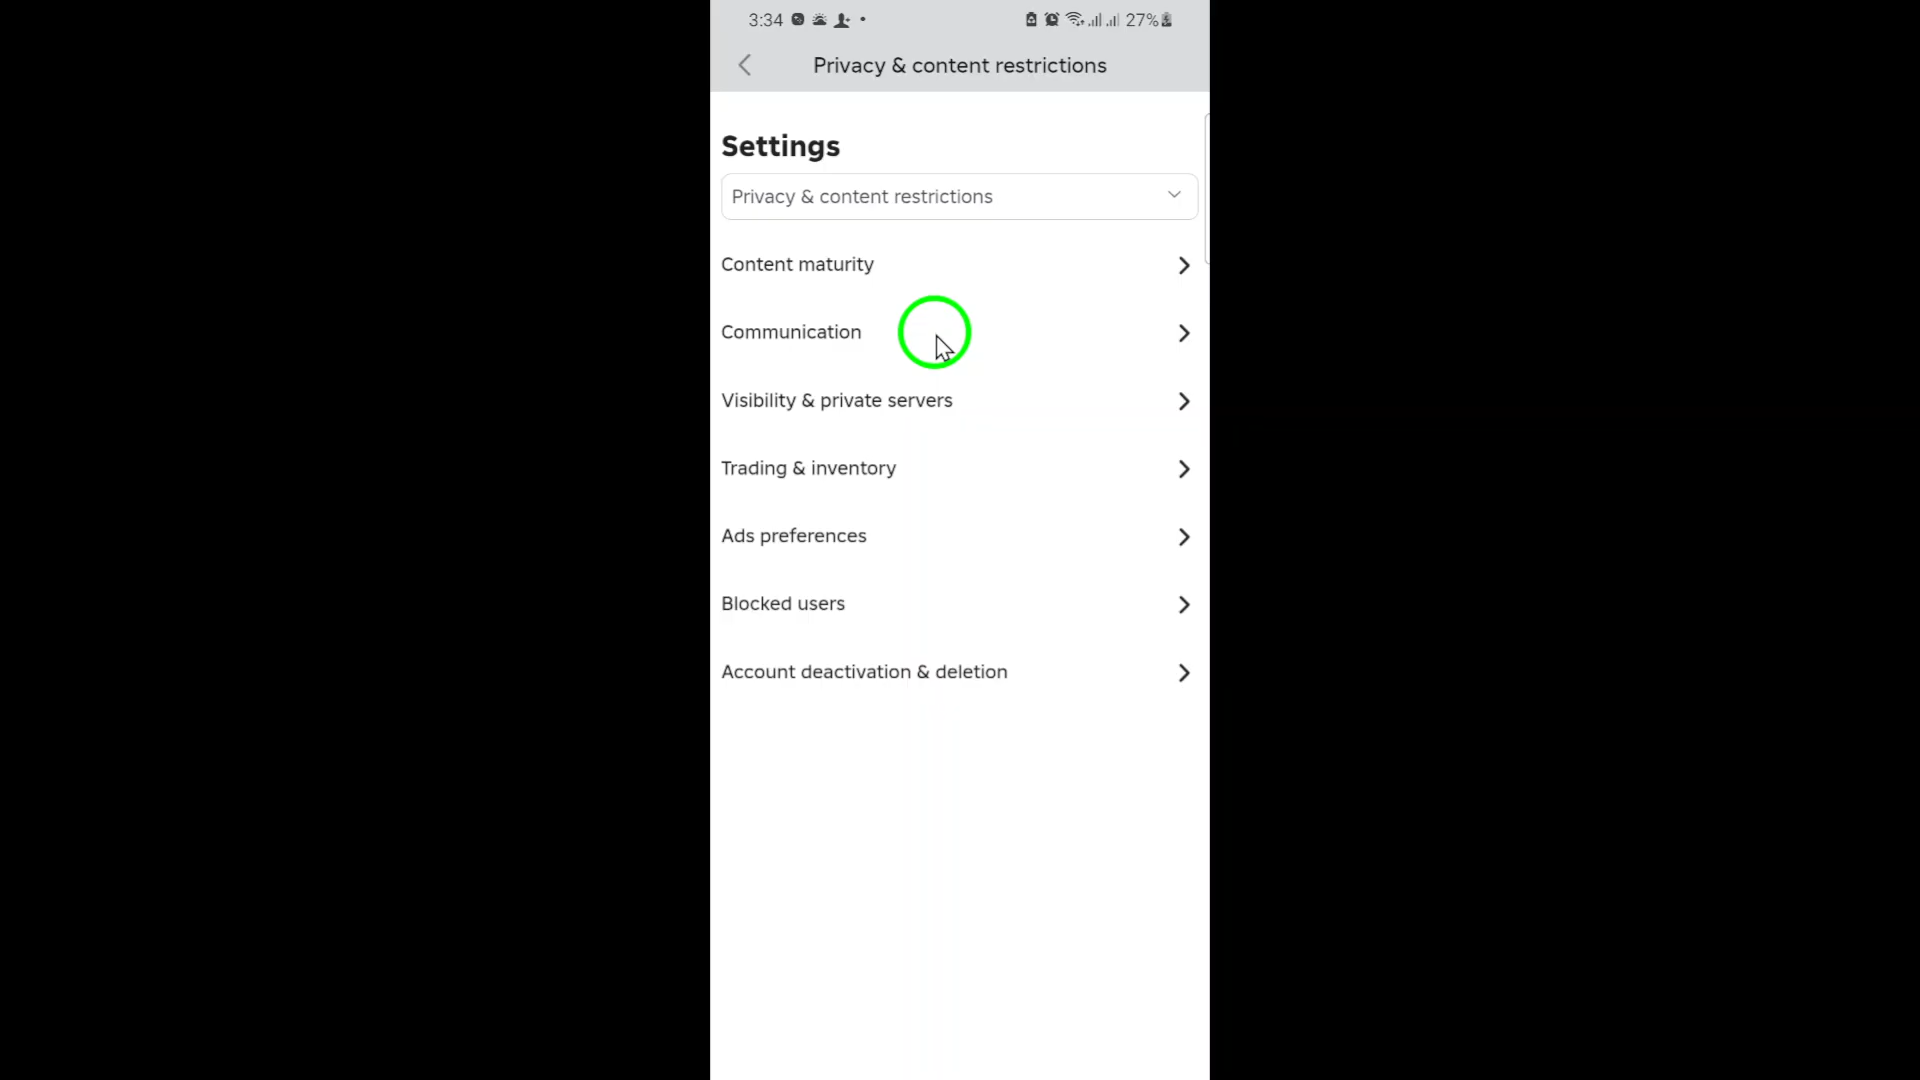 3:34 27%
Privacy & content restrictions
Settings
Privacy & content restrictions
Content maturity
Communication
Visibility & private servers
Trading & inventory
Ads preferences
Blocked users
Account deactivation & deletion